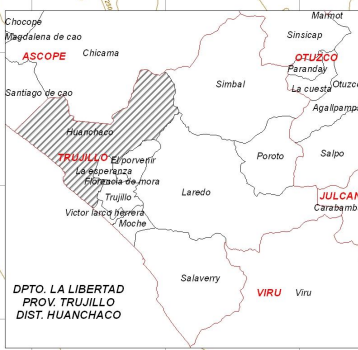 Chocope
Marmot
Magdalena de cao
Sinsicap
ASCOPE
Chicama
OTUZCO
Paranday
Santiago de cao
Simbal
La cuesta
Otuzco
Agallpampa
Huanchaco
TRUJILLO
El porvenir
Poroto
Salpo
La esperanza
Florencia de mora
Trujillo
Laredo
JULCAN
Carabamb
Victor larco herrera
Moche
Salaverry
DPTO. LA LIBERTAD
PROV. TRUJILLO
DIST. HUANCHACO
VIRU
Viru